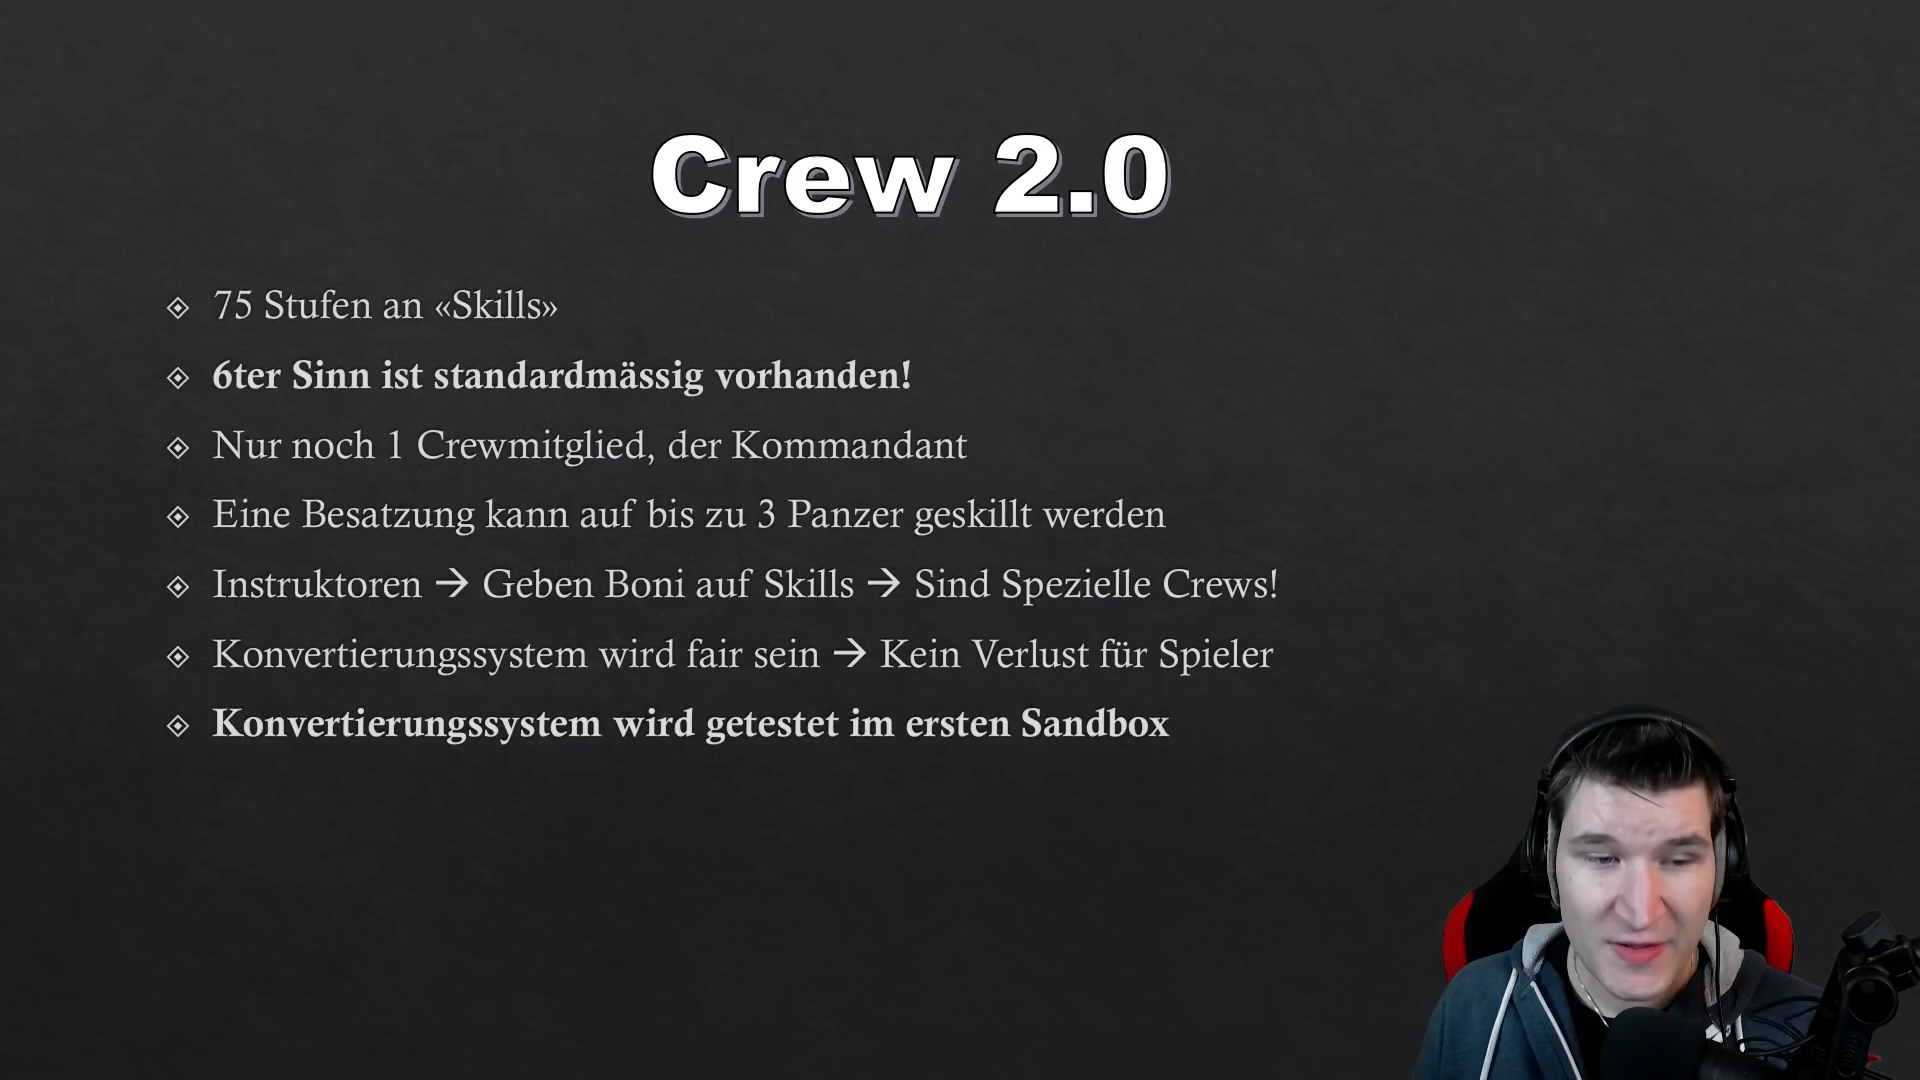 Crew 2.0
75 Stufen an «Skills»
6ter Sinn ist standardmässig vorhanden!
Nur noch 1 Crewmitglied, der Kommandant
Eine Besatzung kann auf bis zu 3 Panzer geskillt werden
Instruktoren → Geben Boni auf Skills → Sind Spezielle Crews!
Konvertierungssystem wird fair sein → Kein Verlust für Spieler
Konvertierungssystem wird getestet im ersten Sandbox